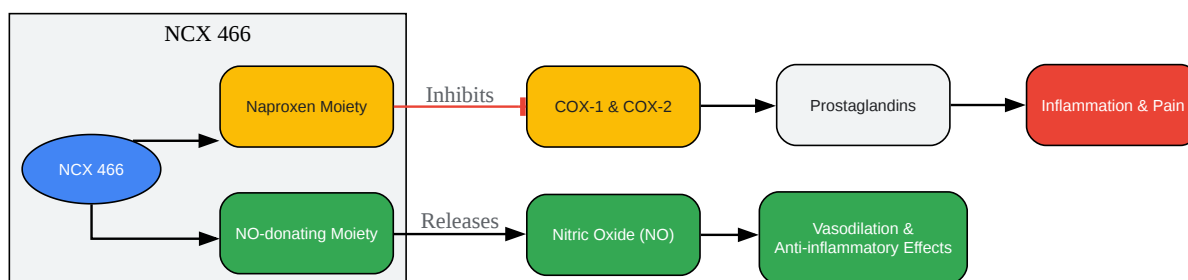 NCX 466
Naproxen Moiety
Inhibits
COX-1 & COX-2
Prostaglandins
Inflammation & Pain
NCX 466
NO-donating Moiety
Releases
Nitric Oxide (NO)
Vasodilation &
Anti-inflammatory Effects